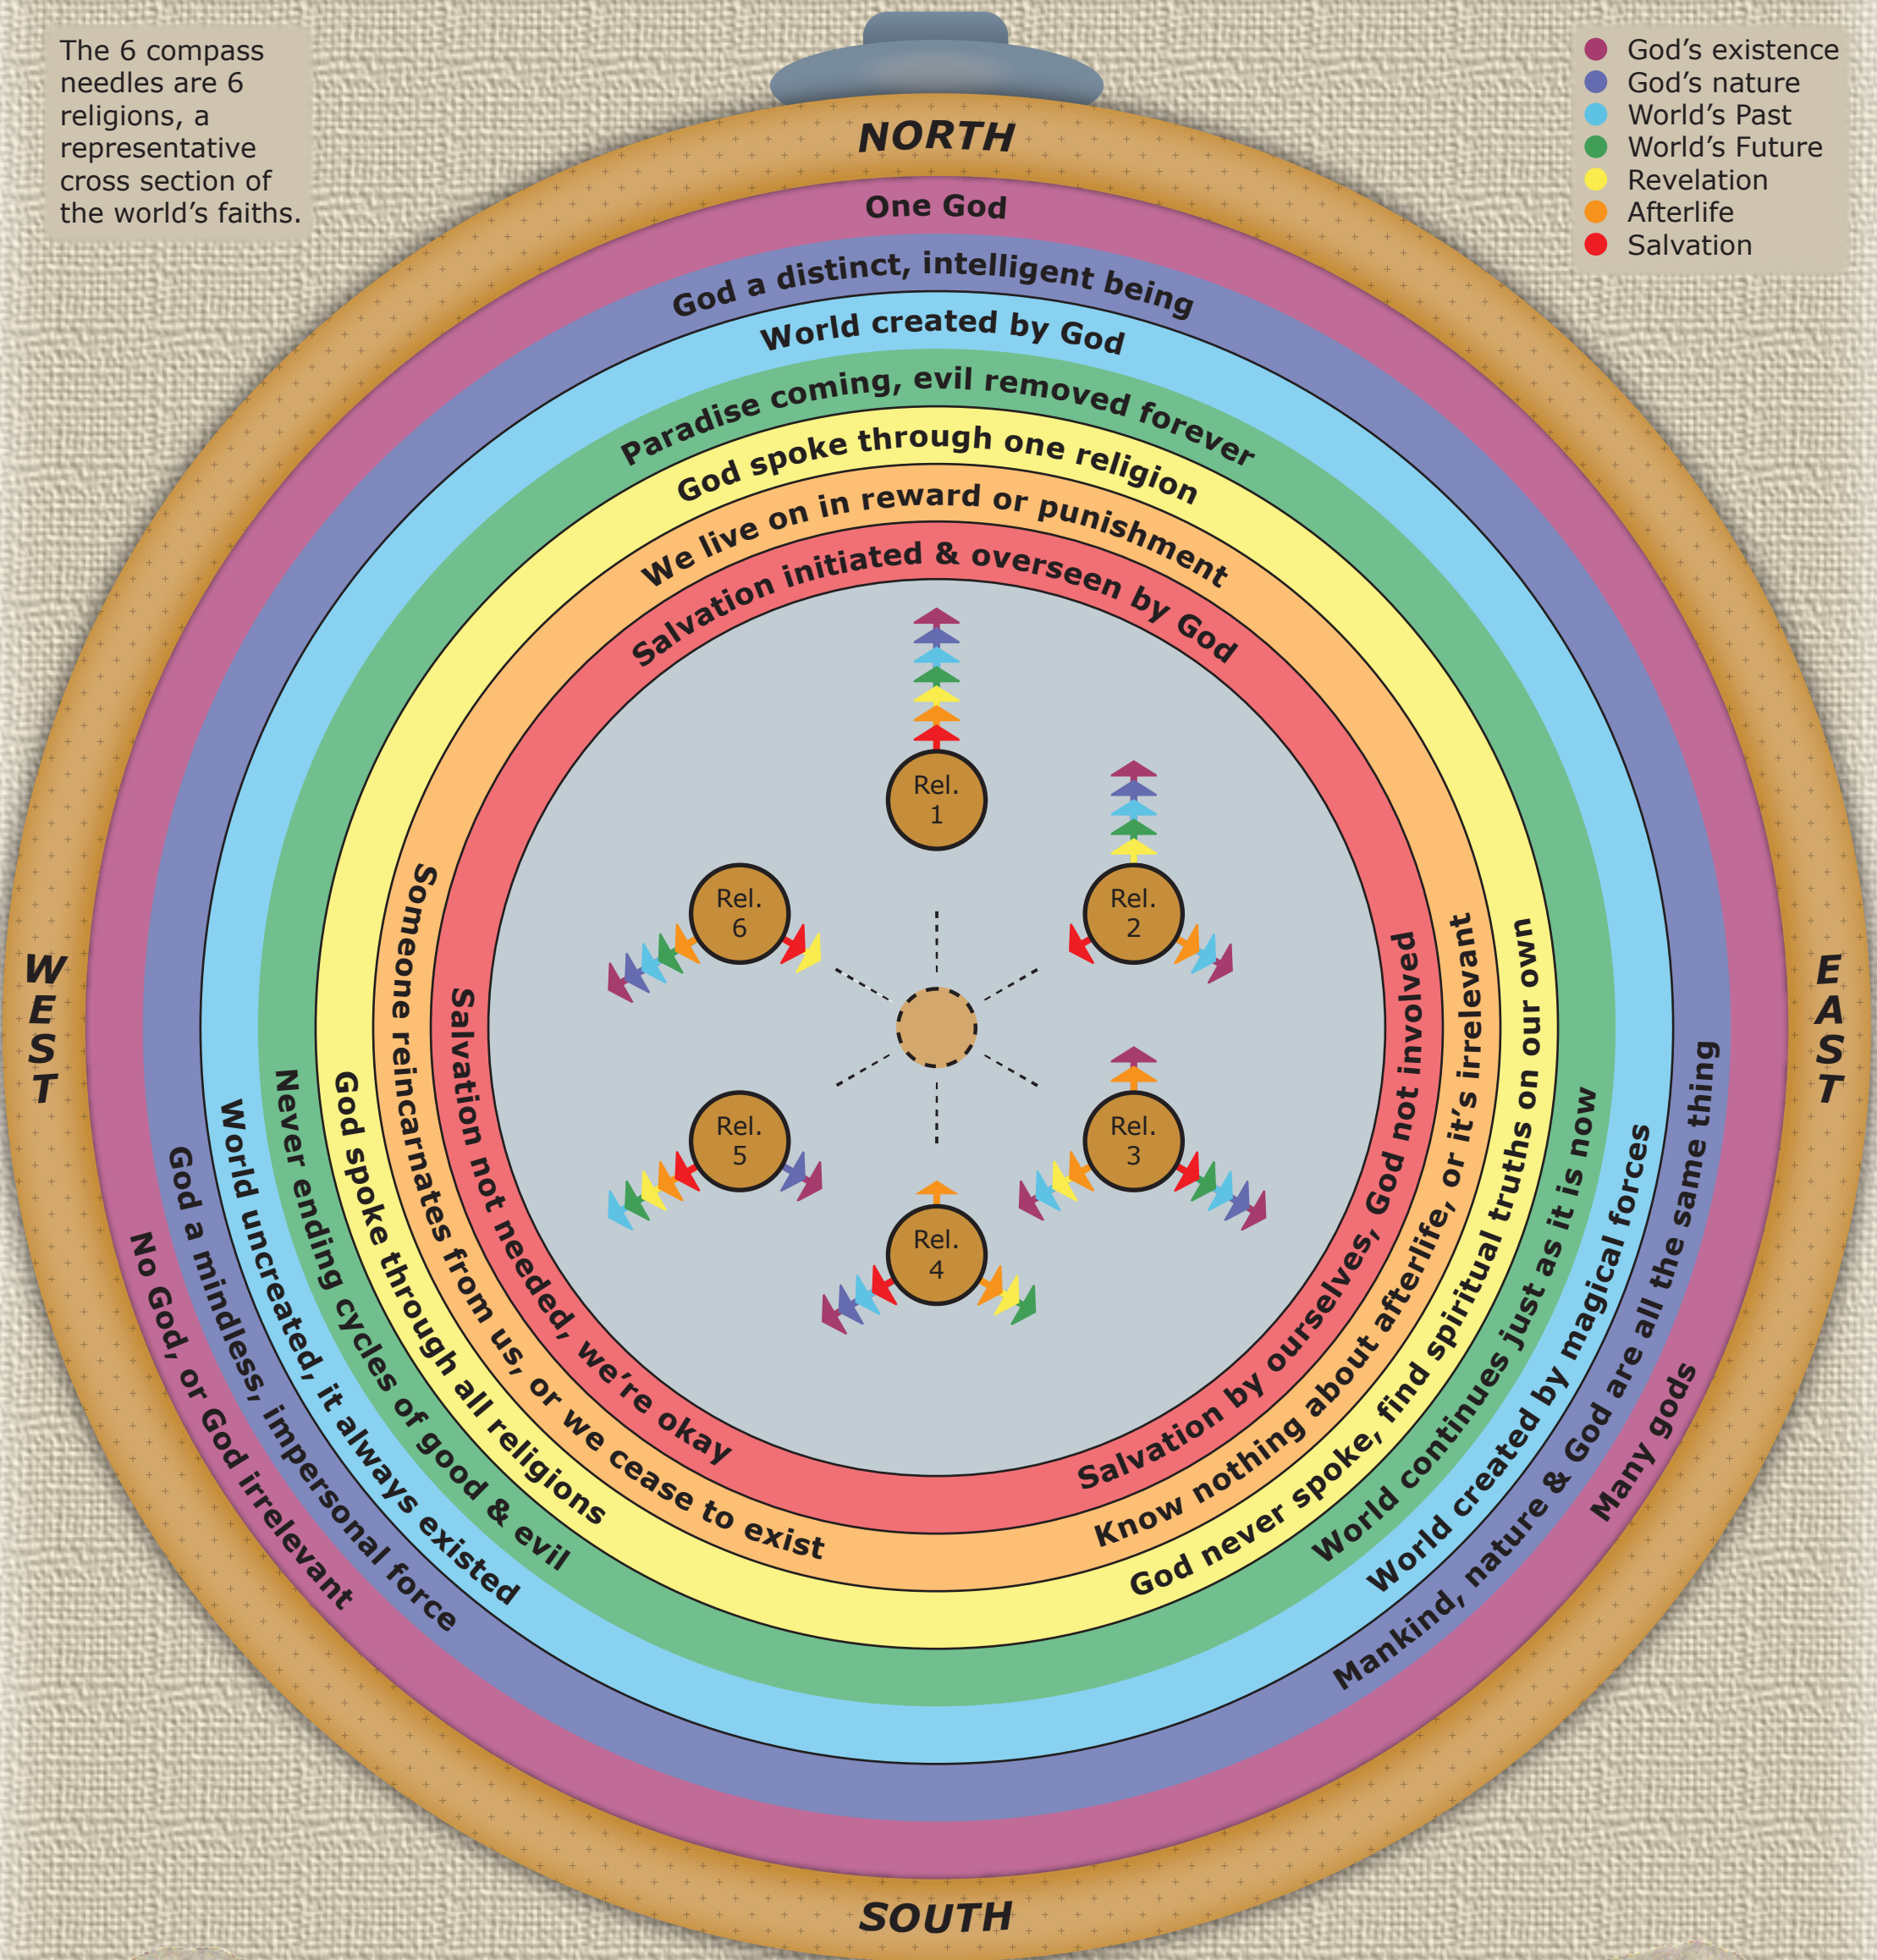 The 6 compass
needles are 6
religions, a
representative
cross section of
the world's faiths.
God's existence
God's nature
World's Past
World's Future
Revelation
Afterlife
Salvation
NORTH
One God
God a distinct, intelligent being
World created by God
Paradise coming, evil removed forever
God spoke through one religion
We live on in reward or punishment
Salvation initiated & overseen by God
WEST
No God, or God irrelevant
God a mindless, impersonal force
World uncreated, it always existed
Never ending cycles of good & evil
God spoke through all religions
Someone reincarnates from us, or we cease to exist
Salvation not needed, we're okay
Rel.
1
Rel.
2
Rel.
3
Rel.
4
Rel.
5
Rel.
6
Salvation by ourselves, God not involved
Know nothing about afterlife, or it's irrelevant
God never spoke, find spiritual truths on our own
World continues just as it is now
World created by magical forces
Mankind, nature & God are all the same thing
Many gods
EAST
SOUTH